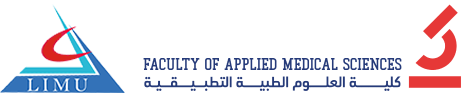 LIMU
FACULTY OF APPLIED MEDICAL SCIENCES
كلية العلوم الطبية التطبيقية